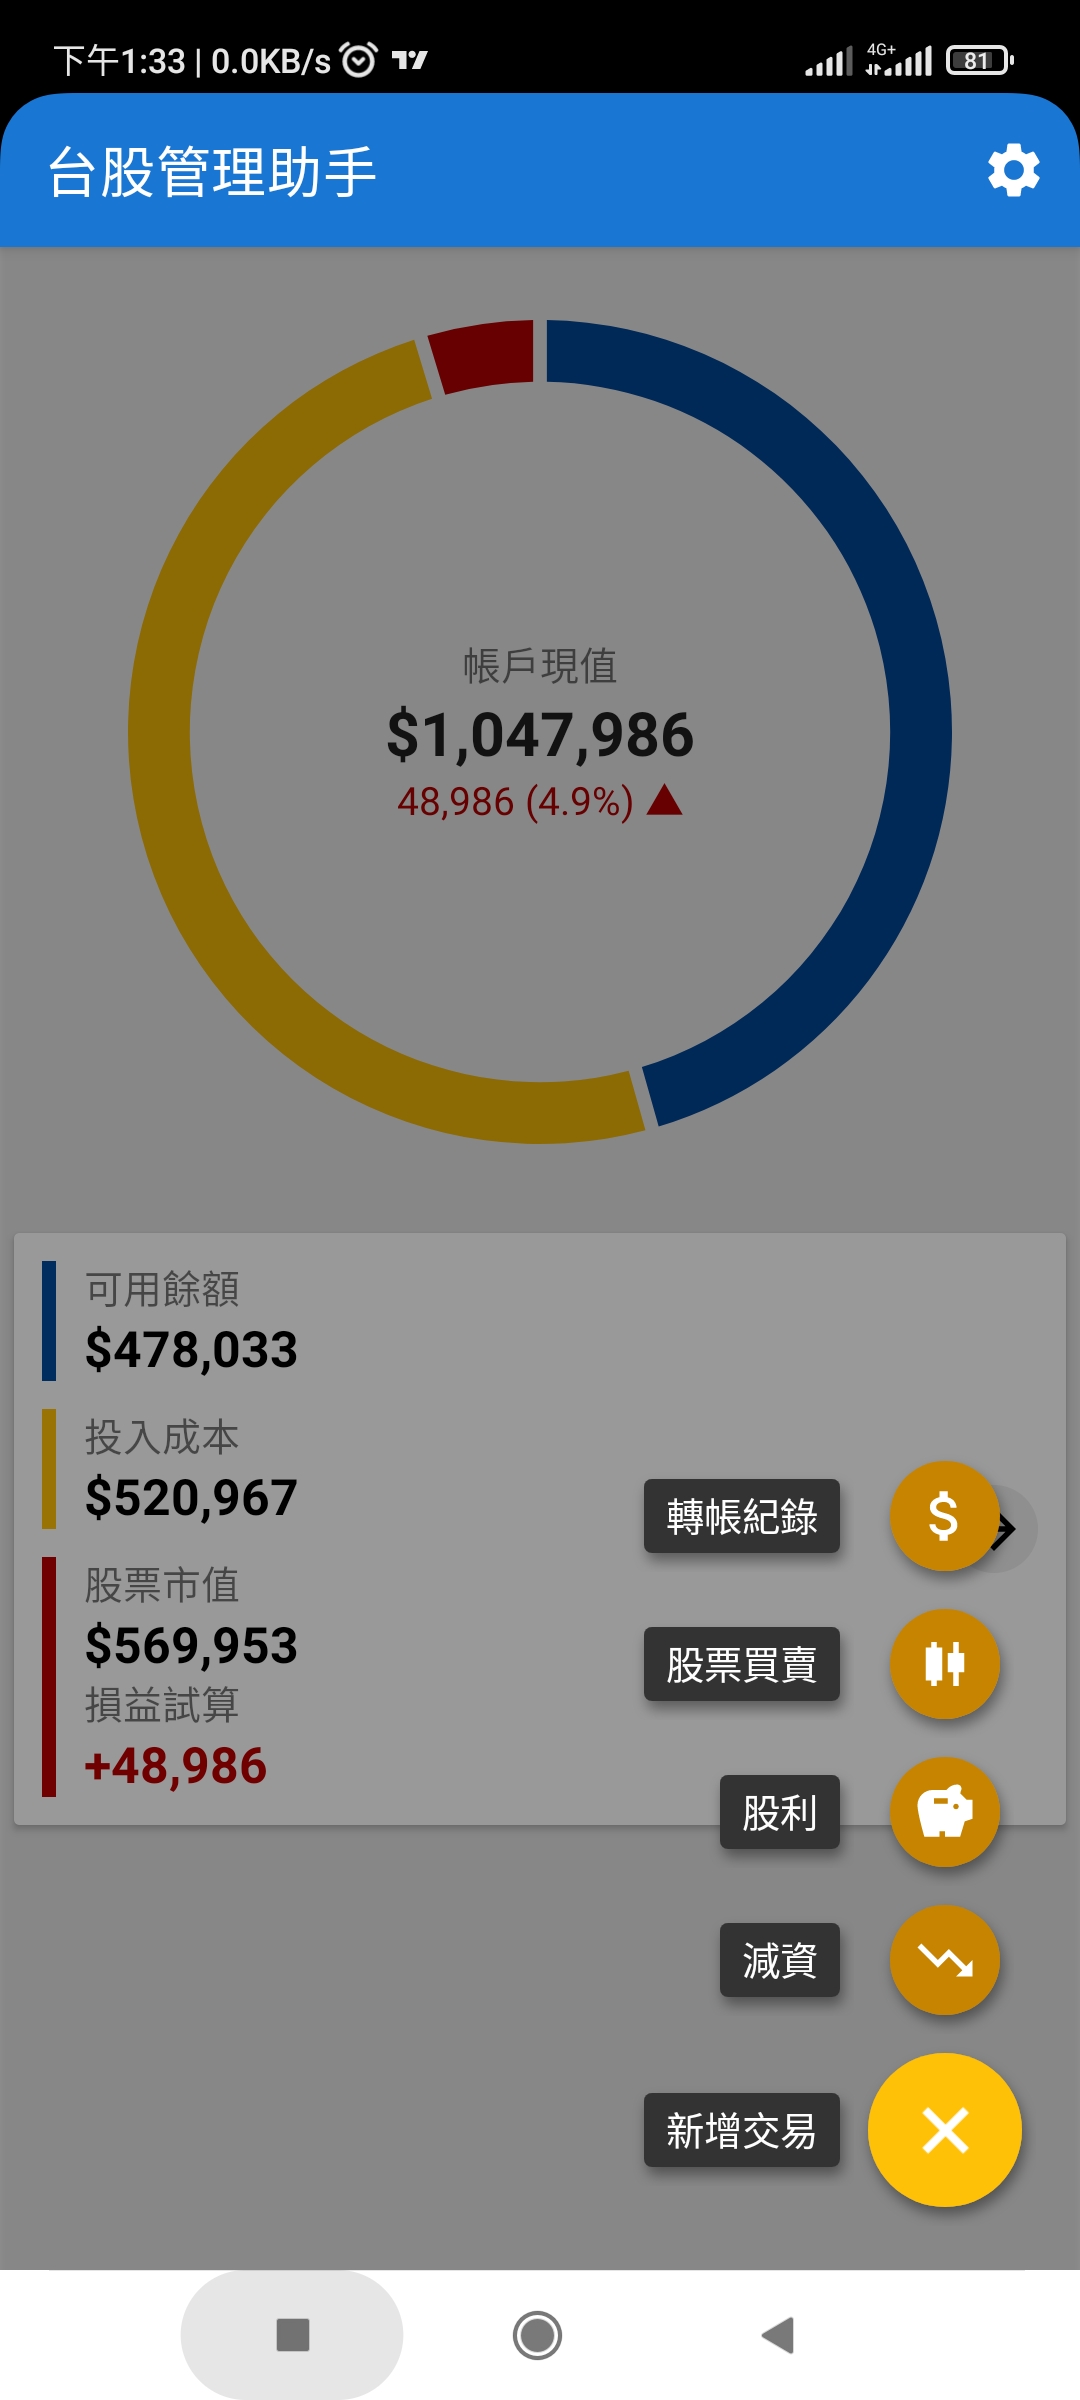 下午1:33 | 0.0KB/s
4G+
81
台股管理助手
帳戶現值
$1,047,986
48,986 (4.9%) ▲
可用餘額
$478,033
投入成本
$520,967
轉帳紀錄
股票市值
$569,953
股票買賣
損益試算
+48,986
股利
減資
新增交易